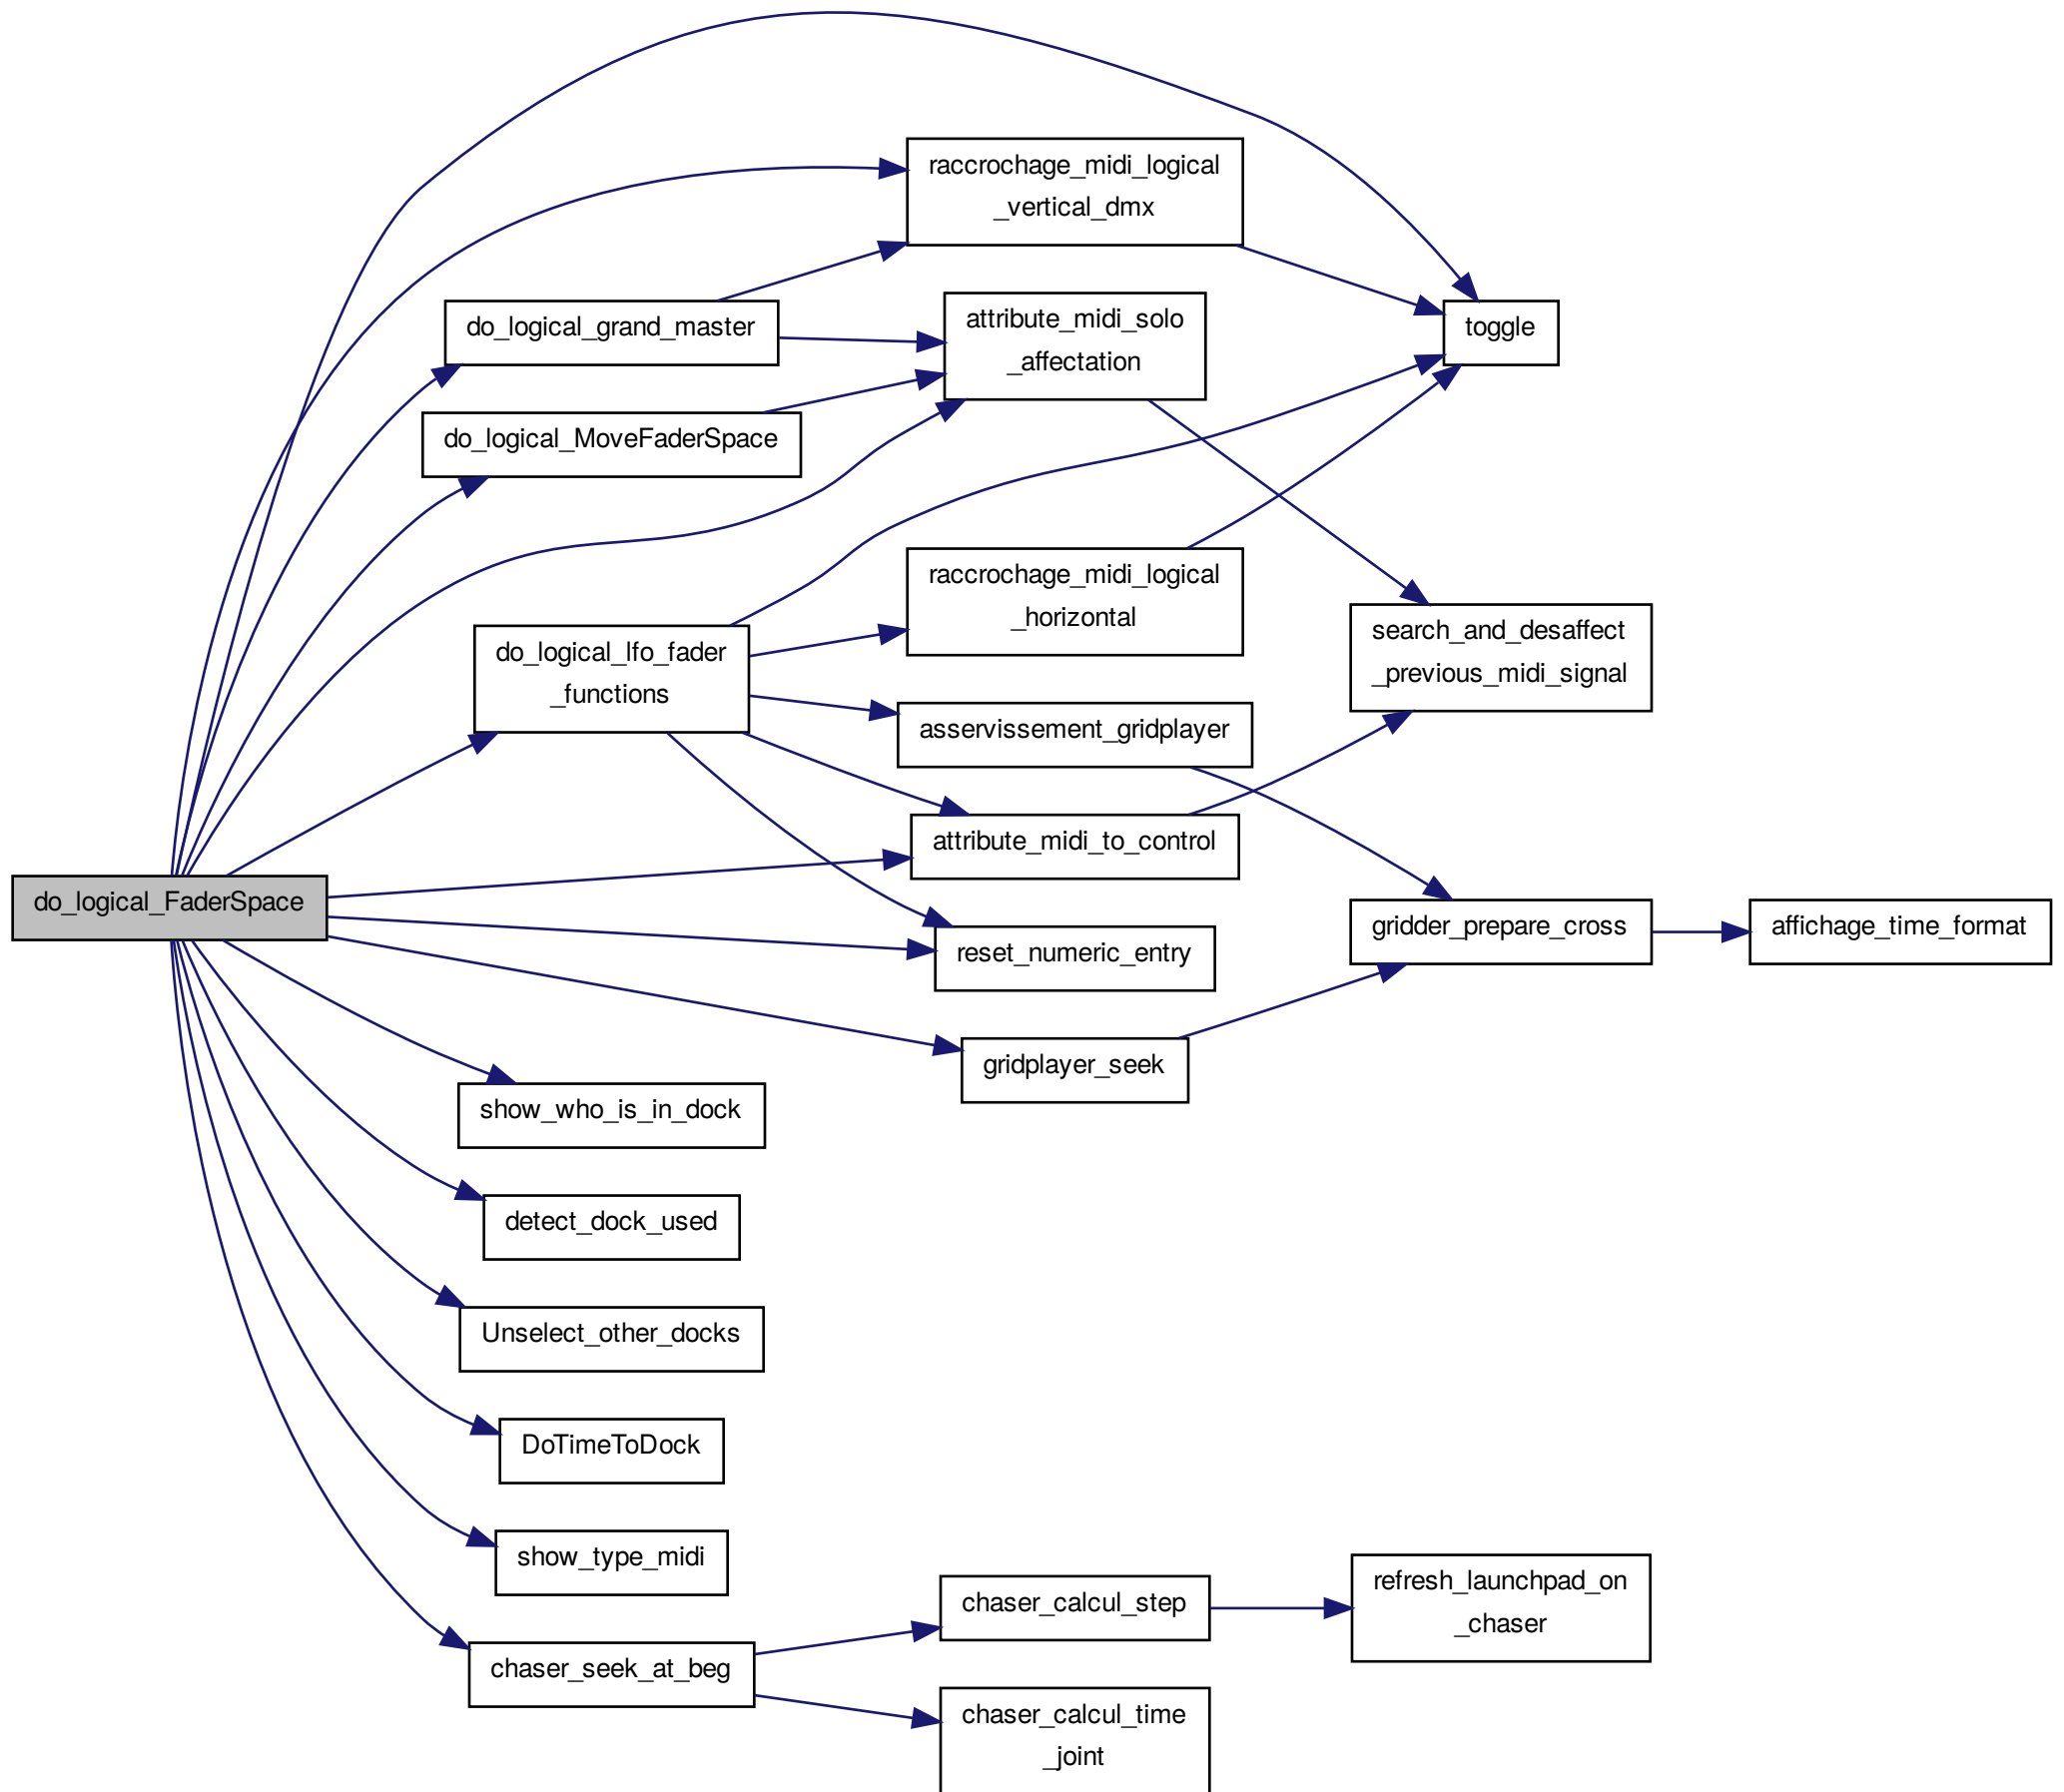 raccrochage_midi_logical
_vertical_dmx
do_logical_grand_master
attribute_midi_solo
_affectation
toggle
do_logical_MoveFaderSpace
raccrochage_midi_logical
_horizontal
do_logical_lfo_fader
_functions
search_and_desaffect
_previous_midi_signal
asservissement_gridplayer
attribute_midi_to_control
do_logical_FaderSpace
reset_numeric_entry
gridder_prepare_cross
affichage_time_format
gridplayer_seek
show_who_is_in_dock
detect_dock_used
Unselect_other_docks
DoTimeToDock
show_type_midi
chaser_calcul_step
refresh_launchpad_on
_chaser
chaser_seek_at_beg
chaser_calcul_time
_joint